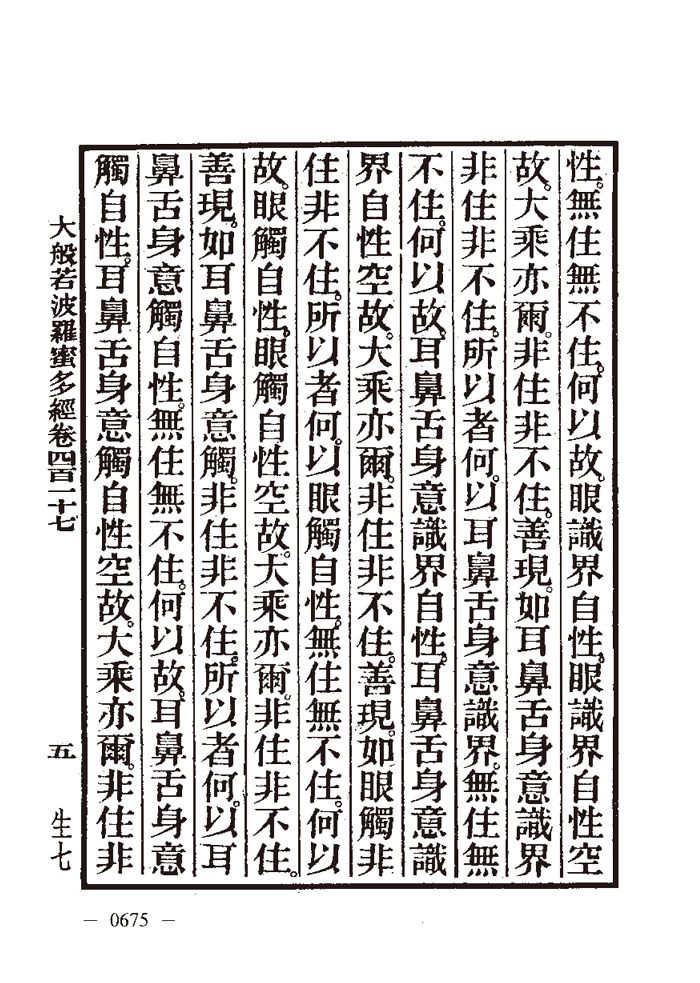 性。無住無不住。何以故。眼識界自性。眼識界自性空
故。大乘亦爾。非住非不住。善現。如耳鼻舌身意識界
非住非不住。所以者何。以耳鼻舌身意識界。無住無
不住。何以故。耳鼻舌身意識界自性。耳鼻舌身意識
界自性空故。大乘亦爾。非住非不住。善現。如眼觸非
住非不住。所以者何。以眼觸自性。無住無不住。何以
故。眼觸自性。眼觸自性空故。大乘亦爾。非住非不住。
善現。如耳鼻舌身意觸。非住非不住。所以者何。以耳
鼻舌身意觸自性。無住無不住。何以故。耳鼻舌身意
觸自性。耳鼻舌身意觸自性空故。大乘亦爾。非住非
大般若波羅蜜多經卷四百二十七 五 生七
— 0675 —